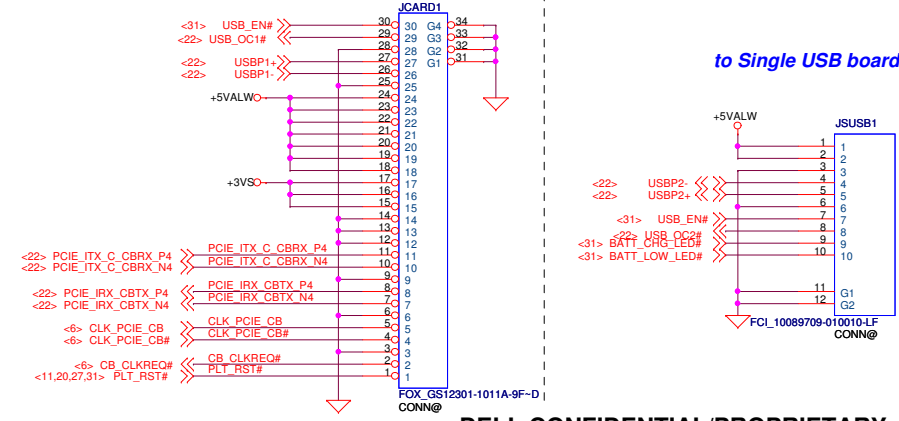 JCARD1
<31> USB_EN# 30 30 G4 34
<22> USB_OC1# 29 29 G3 33
28 28 G2 32
<22> USBP1+ 27 27 G1 31
<22> USBP1- 26 26
25 25
+5VALW 24 24
23 23
22 22
21 21
20 20
19 19
18 18
+3VS 17 17
16 16
15 15
14 14
13 13
12 12
<22> PCIE_ITX_C_CBRX_P4 PCIE_ITX_C_CBRX_P4 11 11
<22> PCIE_ITX_C_CBRX_N4 PCIE_ITX_C_CBRX_N4 10 10
9 9
<22> PCIE_IRX_CBTX_P4 PCIE_IRX_CBTX_P4 8 8
<22> PCIE_IRX_CBTX_N4 PCIE_IRX_CBTX_N4 7 7
6 6
<6> CLK_PCIE_CB CLK_PCIE_CB 5 5
<6> CLK_PCIE_CB# CLK_PCIE_CB# 4 4
3 3
<6> CB_CLKREQ# CB_CLKREQ# 2 2
<11,20,27,31> PLT_RST# PLT_RST# 1 1
FOX_GS12301-1011A-9F~D
CONN@
to Single USB board
+5VALW
JSUSB1
1 1
2 2
3 3
<22> USBP2- 4 4
<22> USBP2+ 5 5
6 6
<31> USB_EN# 7 7
<22> USB_OC2# 8 8
<31> BATT_CHG_LED# 9 9
<31> BATT_LOW_LED# 10 10
11 G1
12 G2
FCI_10089709-010010-LF
CONN@
DELL CONFIDENTIAL/PROPRIETARY